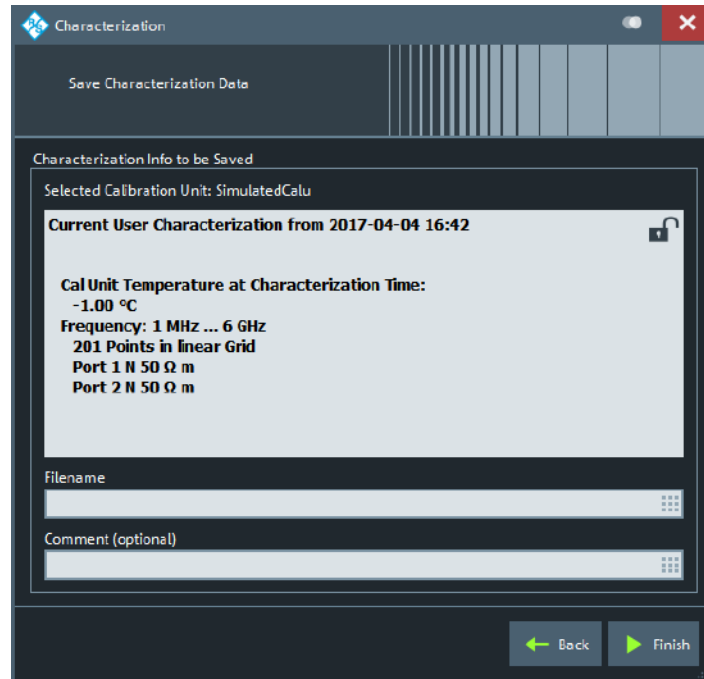 Characterization
Save Characterization Data
Characterization Info to be Saved
Selected Calibration Unit: SimulatedCalu
Current User Characterization from 2017-04-04 16:42
Cal Unit Temperature at Characterization Time:
-1.00 °C
Frequency: 1 MHz ... 6 GHz
201 Points in linear Grid
Port 1 N 50 Ω m
Port 2 N 50 Ω m
Filename
Comment (optional)
Back
Finish